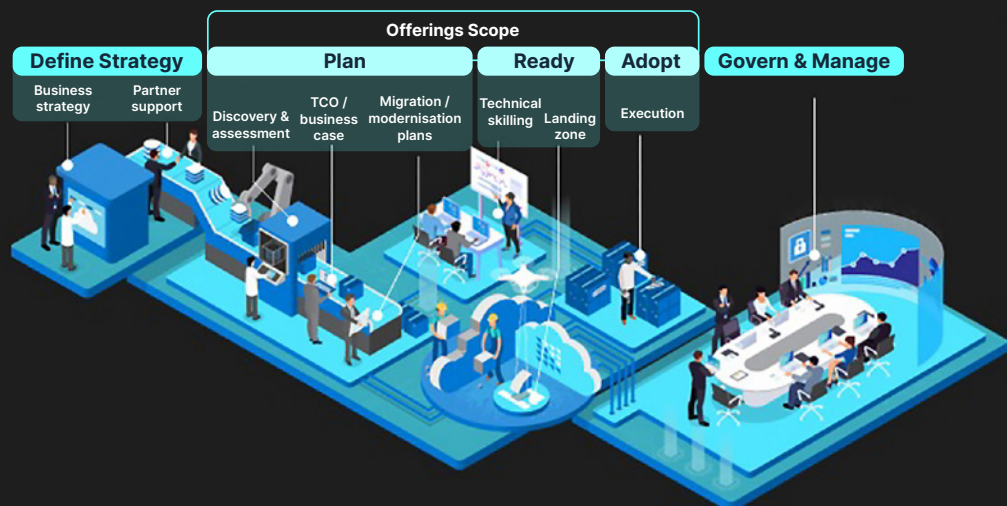 Offerings Scope
Define Strategy
Plan
Ready
Adopt
Govern & Manage
Business
strategy
Partner
support
Discovery &
assessment
TCO /
business
case
Migration /
modernisation
plans
Technical
skilling
Landing
zone
Execution